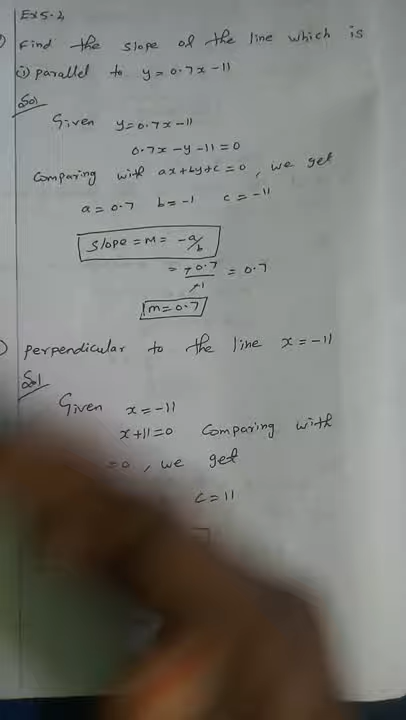 Ex 5.4
Find the slope of the line which is
(i) parallel to y = 0.7x - 11
Sol
Given y = 0.7x - 11
0.7x - y - 11 = 0
Comparing with ax + by + c = 0, we get
a = 0.7 b = -1 c = -11
Slope = m = -a/b
= +0.7/+1 = 0.7
m = 0.7
perpendicular to the line x = -11
Sol
Given x = -11
x + 11 = 0 Comparing with
= 0, we get
c = 11